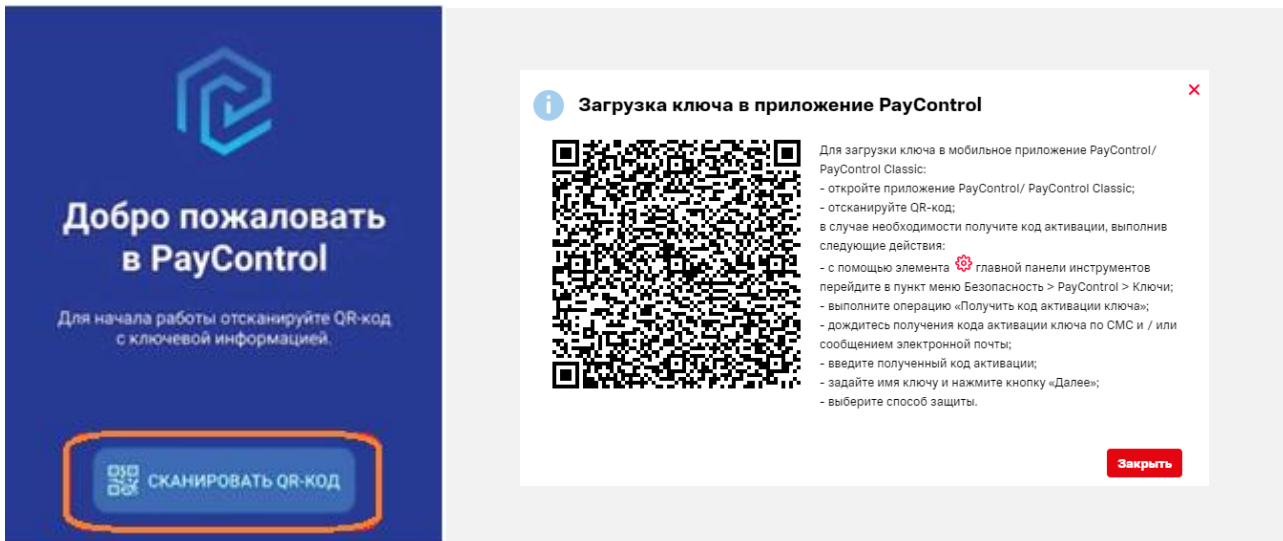 Добро пожаловать
в PayControl
Для начала работы отсканируйте QR-код
с ключевой информацией.
СКАНИРОВАТЬ QR-КОД
Загрузка ключа в приложение PayControl
Для загрузки ключа в мобильное приложение PayControl/
PayControl Classic:
- откройте приложение PayControl/ PayControl Classic;
- отсканируйте QR-код;
в случае необходимости получите код активации, выполнив
следующие действия:
- с помощью элемента главной панели инструментов
перейдите в пункт меню Безопасность > PayControl > Ключи;
- выполните операцию «Получить код активации ключа»;
- дождитесь получения кода активации ключа по СМС и / или
сообщением электронной почты;
- введите полученный код активации;
- задайте имя ключу и нажмите кнопку «Далее»;
- выберите способ защиты.
Закрыть